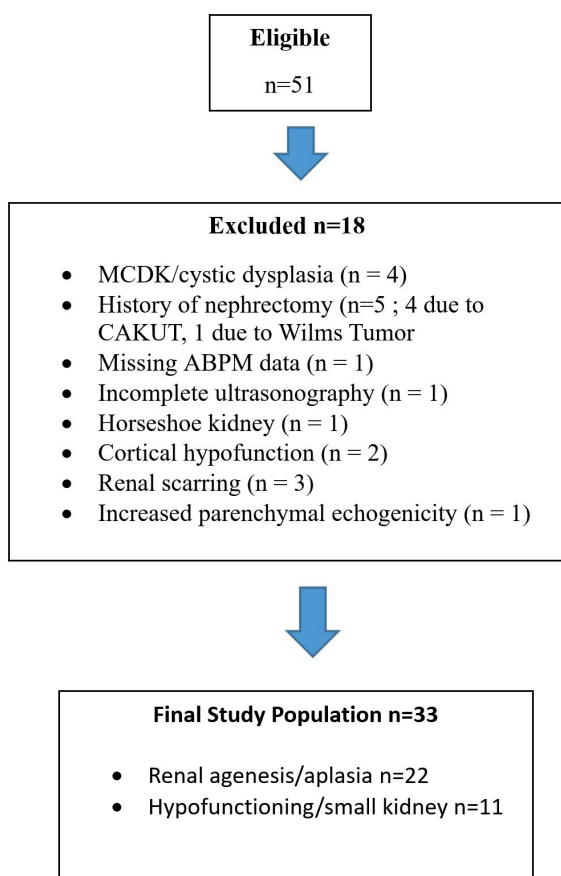 Eligible
n=51
Excluded n=18
• MCDK/cystic dysplasia (n = 4)
• History of nephrectomy (n=5 ; 4 due to
CAKUT, 1 due to Wilms Tumor
• Missing ABPM data (n = 1)
• Incomplete ultrasonography (n = 1)
• Horseshoe kidney (n = 1)
• Cortical hypofunction (n = 2)
• Renal scarring (n = 3)
• Increased parenchymal echogenicity (n = 1)
Final Study Population n=33
• Renal agenesis/aplasia n=22
• Hypofunctioning/small kidney n=11